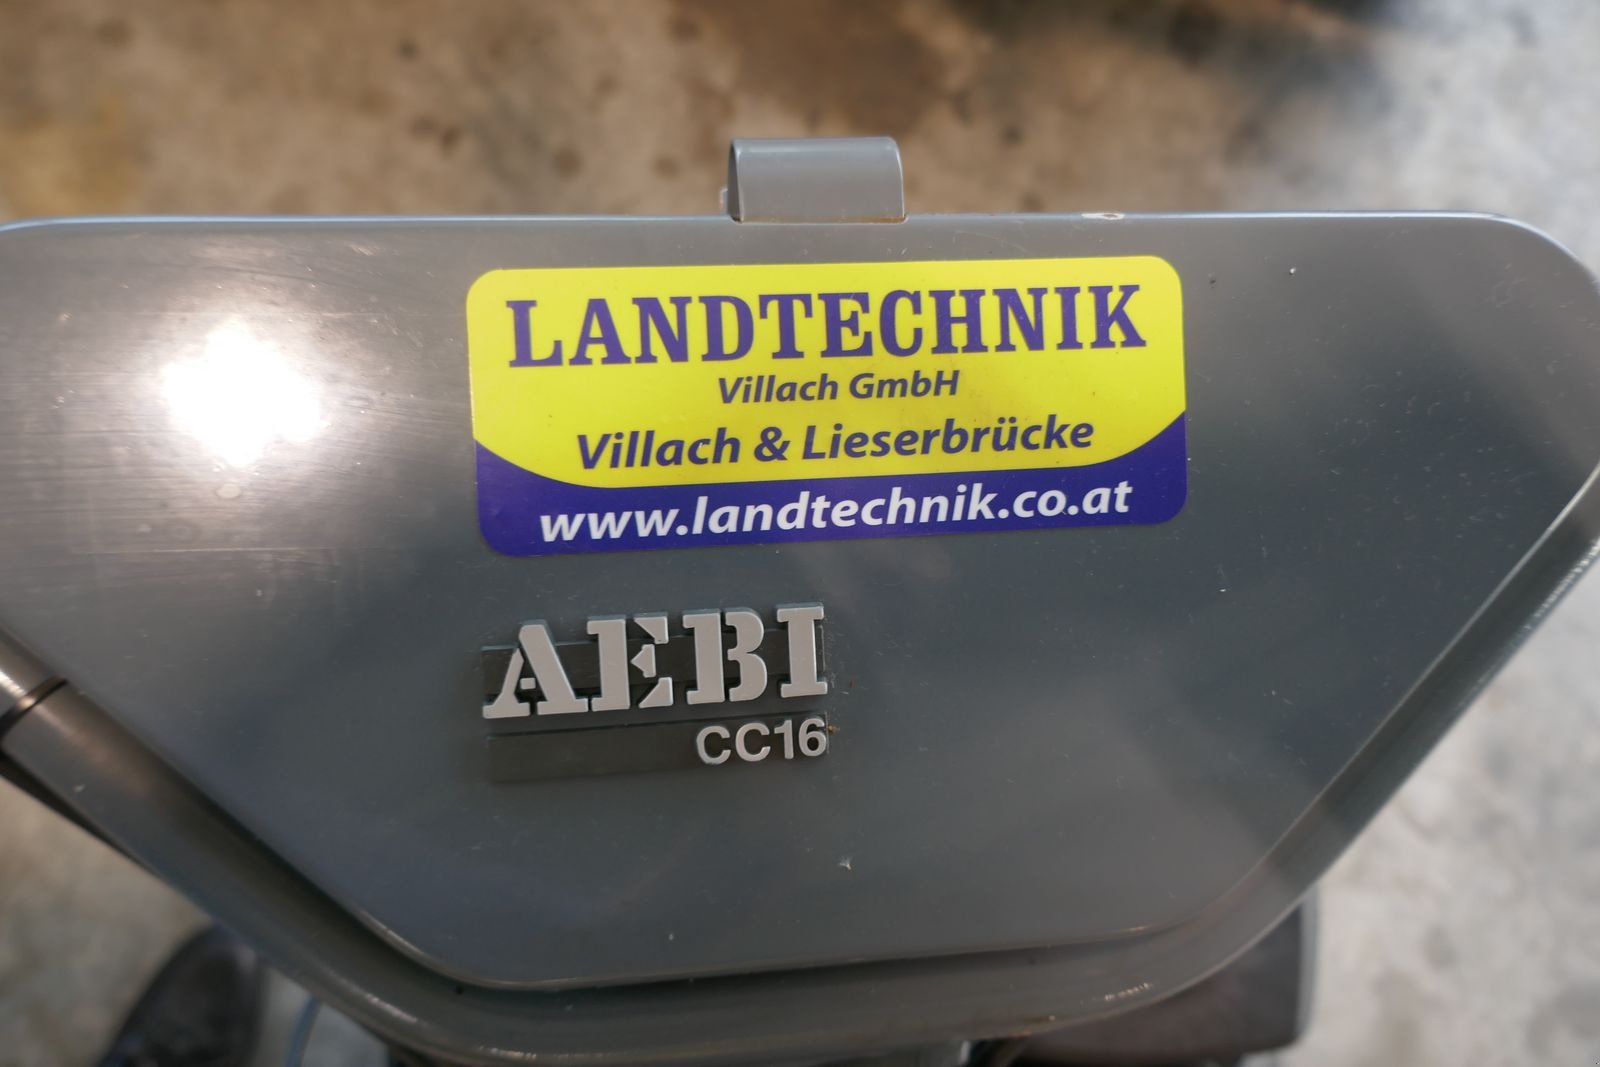 LANDTECHNIK
Villach GmbH
Villach & Lieserbrücke
www.landtechnik.co.at
AEBI
CC16